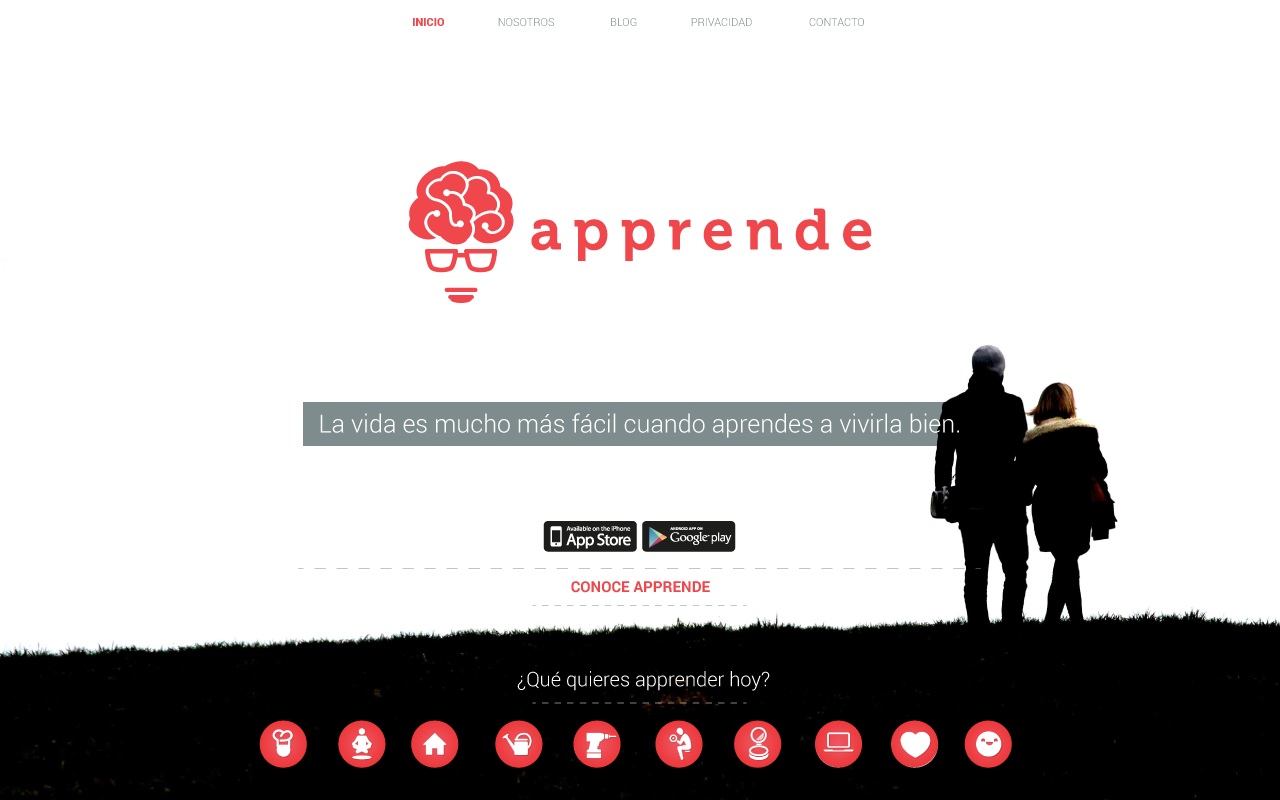 INICIO NOSOTROS BLOG PRIVACIDAD CONTACTO
apprende
La vida es mucho más fácil cuando aprendes a vivirla bien.
Available on the iPhone
App Store
ANDROID APP ON
Google play
CONOCE APPRENDE
¿Qué quieres apprender hoy?